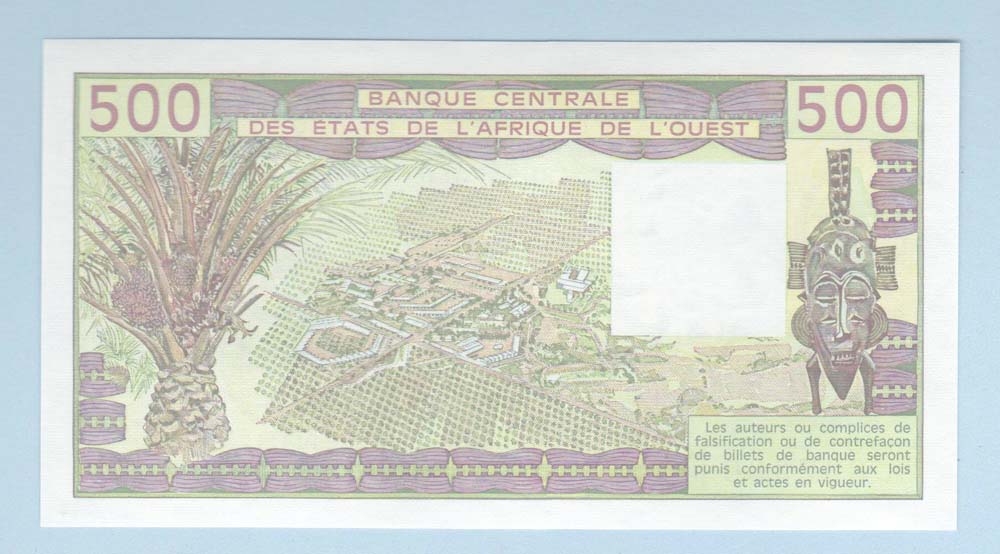 500
BANQUE CENTRALE
500
DES ÉTATS DE L'AFRIQUE DE L'OUEST
Les auteurs ou complices de
falsification ou de contrefaçon
de billets de banque seront
punis conformément aux lois
et actes en vigueur.